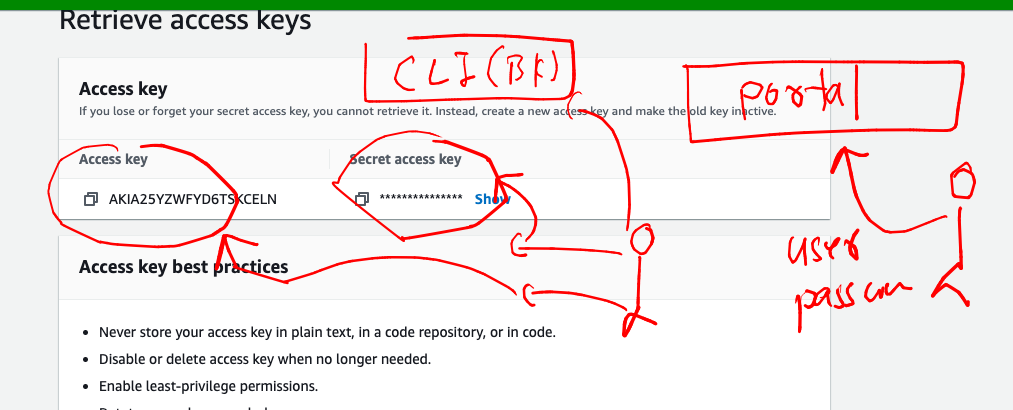 Retrieve access keys
CLI (BK)
Access key
portal
If you lose or forget your secret access key, you cannot retrieve it. Instead, create a new access key and make the old key inactive.
Access key
Secret access key
AKIA25YZWFYD6TSKCELN
***************
Show
user
Access key best practices
Never store your access key in plain text, in a code repository, or in code.
Disable or delete access key when no longer needed.
Enable least-privilege permissions.